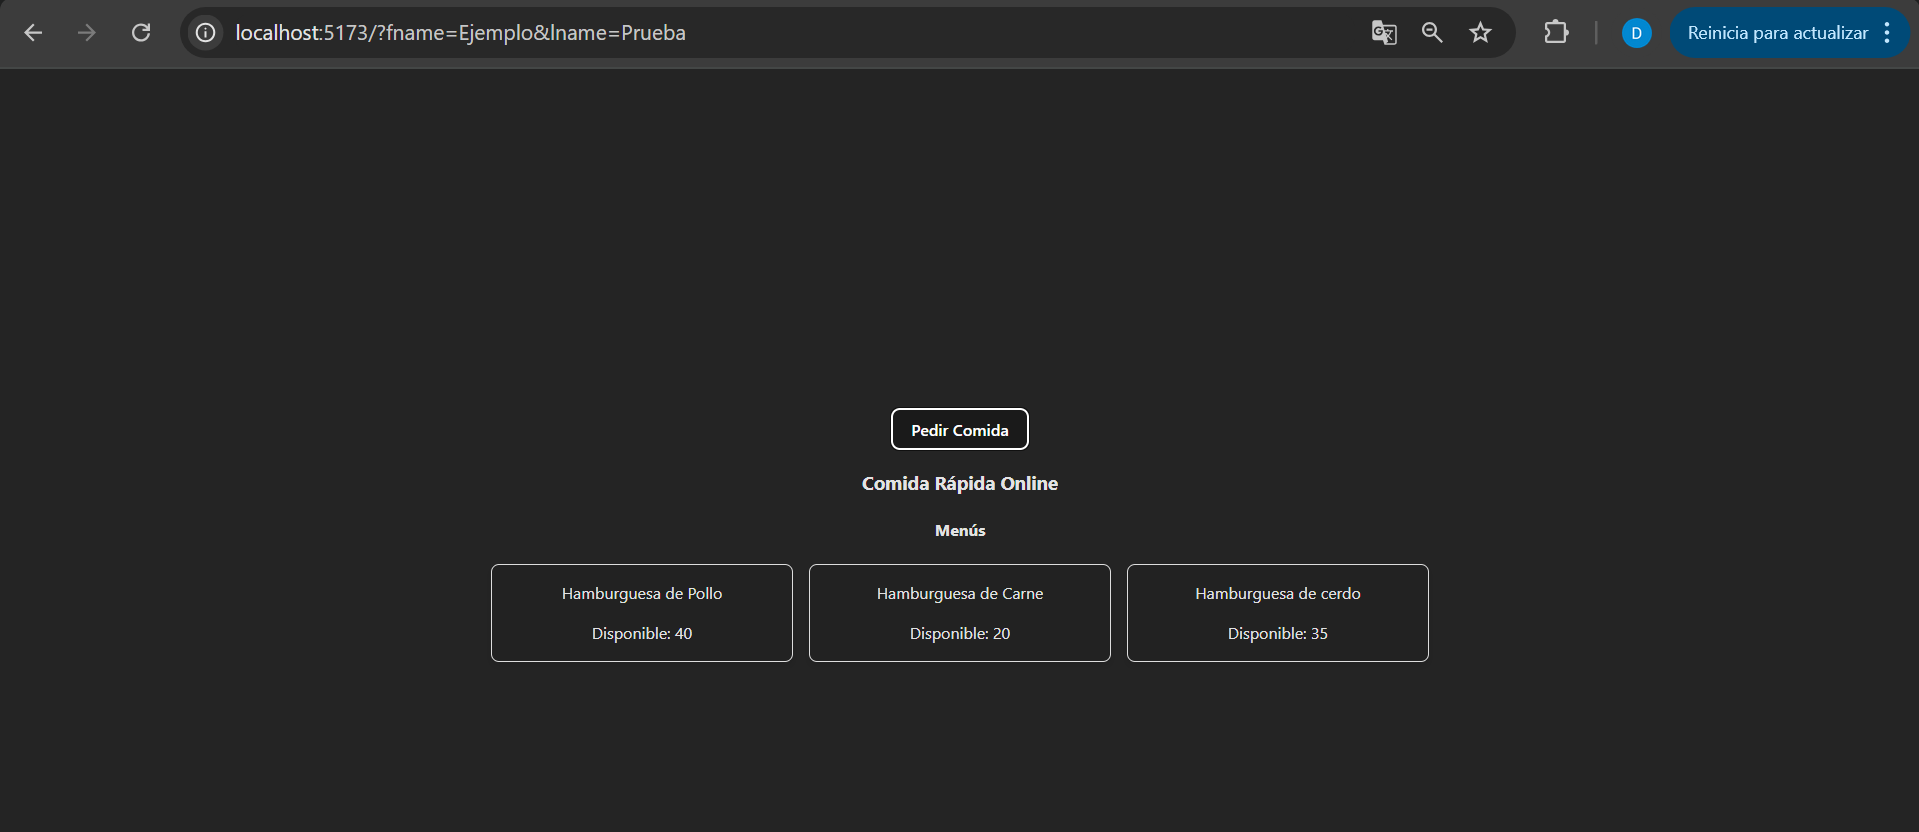 localhost:5173/?fname=Ejemplo&lname=Prueba
D
Reinicia para actualizar
Pedir Comida
Comida Rápida Online
Menús
Hamburguesa de Pollo
Disponible: 40
Hamburguesa de Carne
Disponible: 20
Hamburguesa de cerdo
Disponible: 35